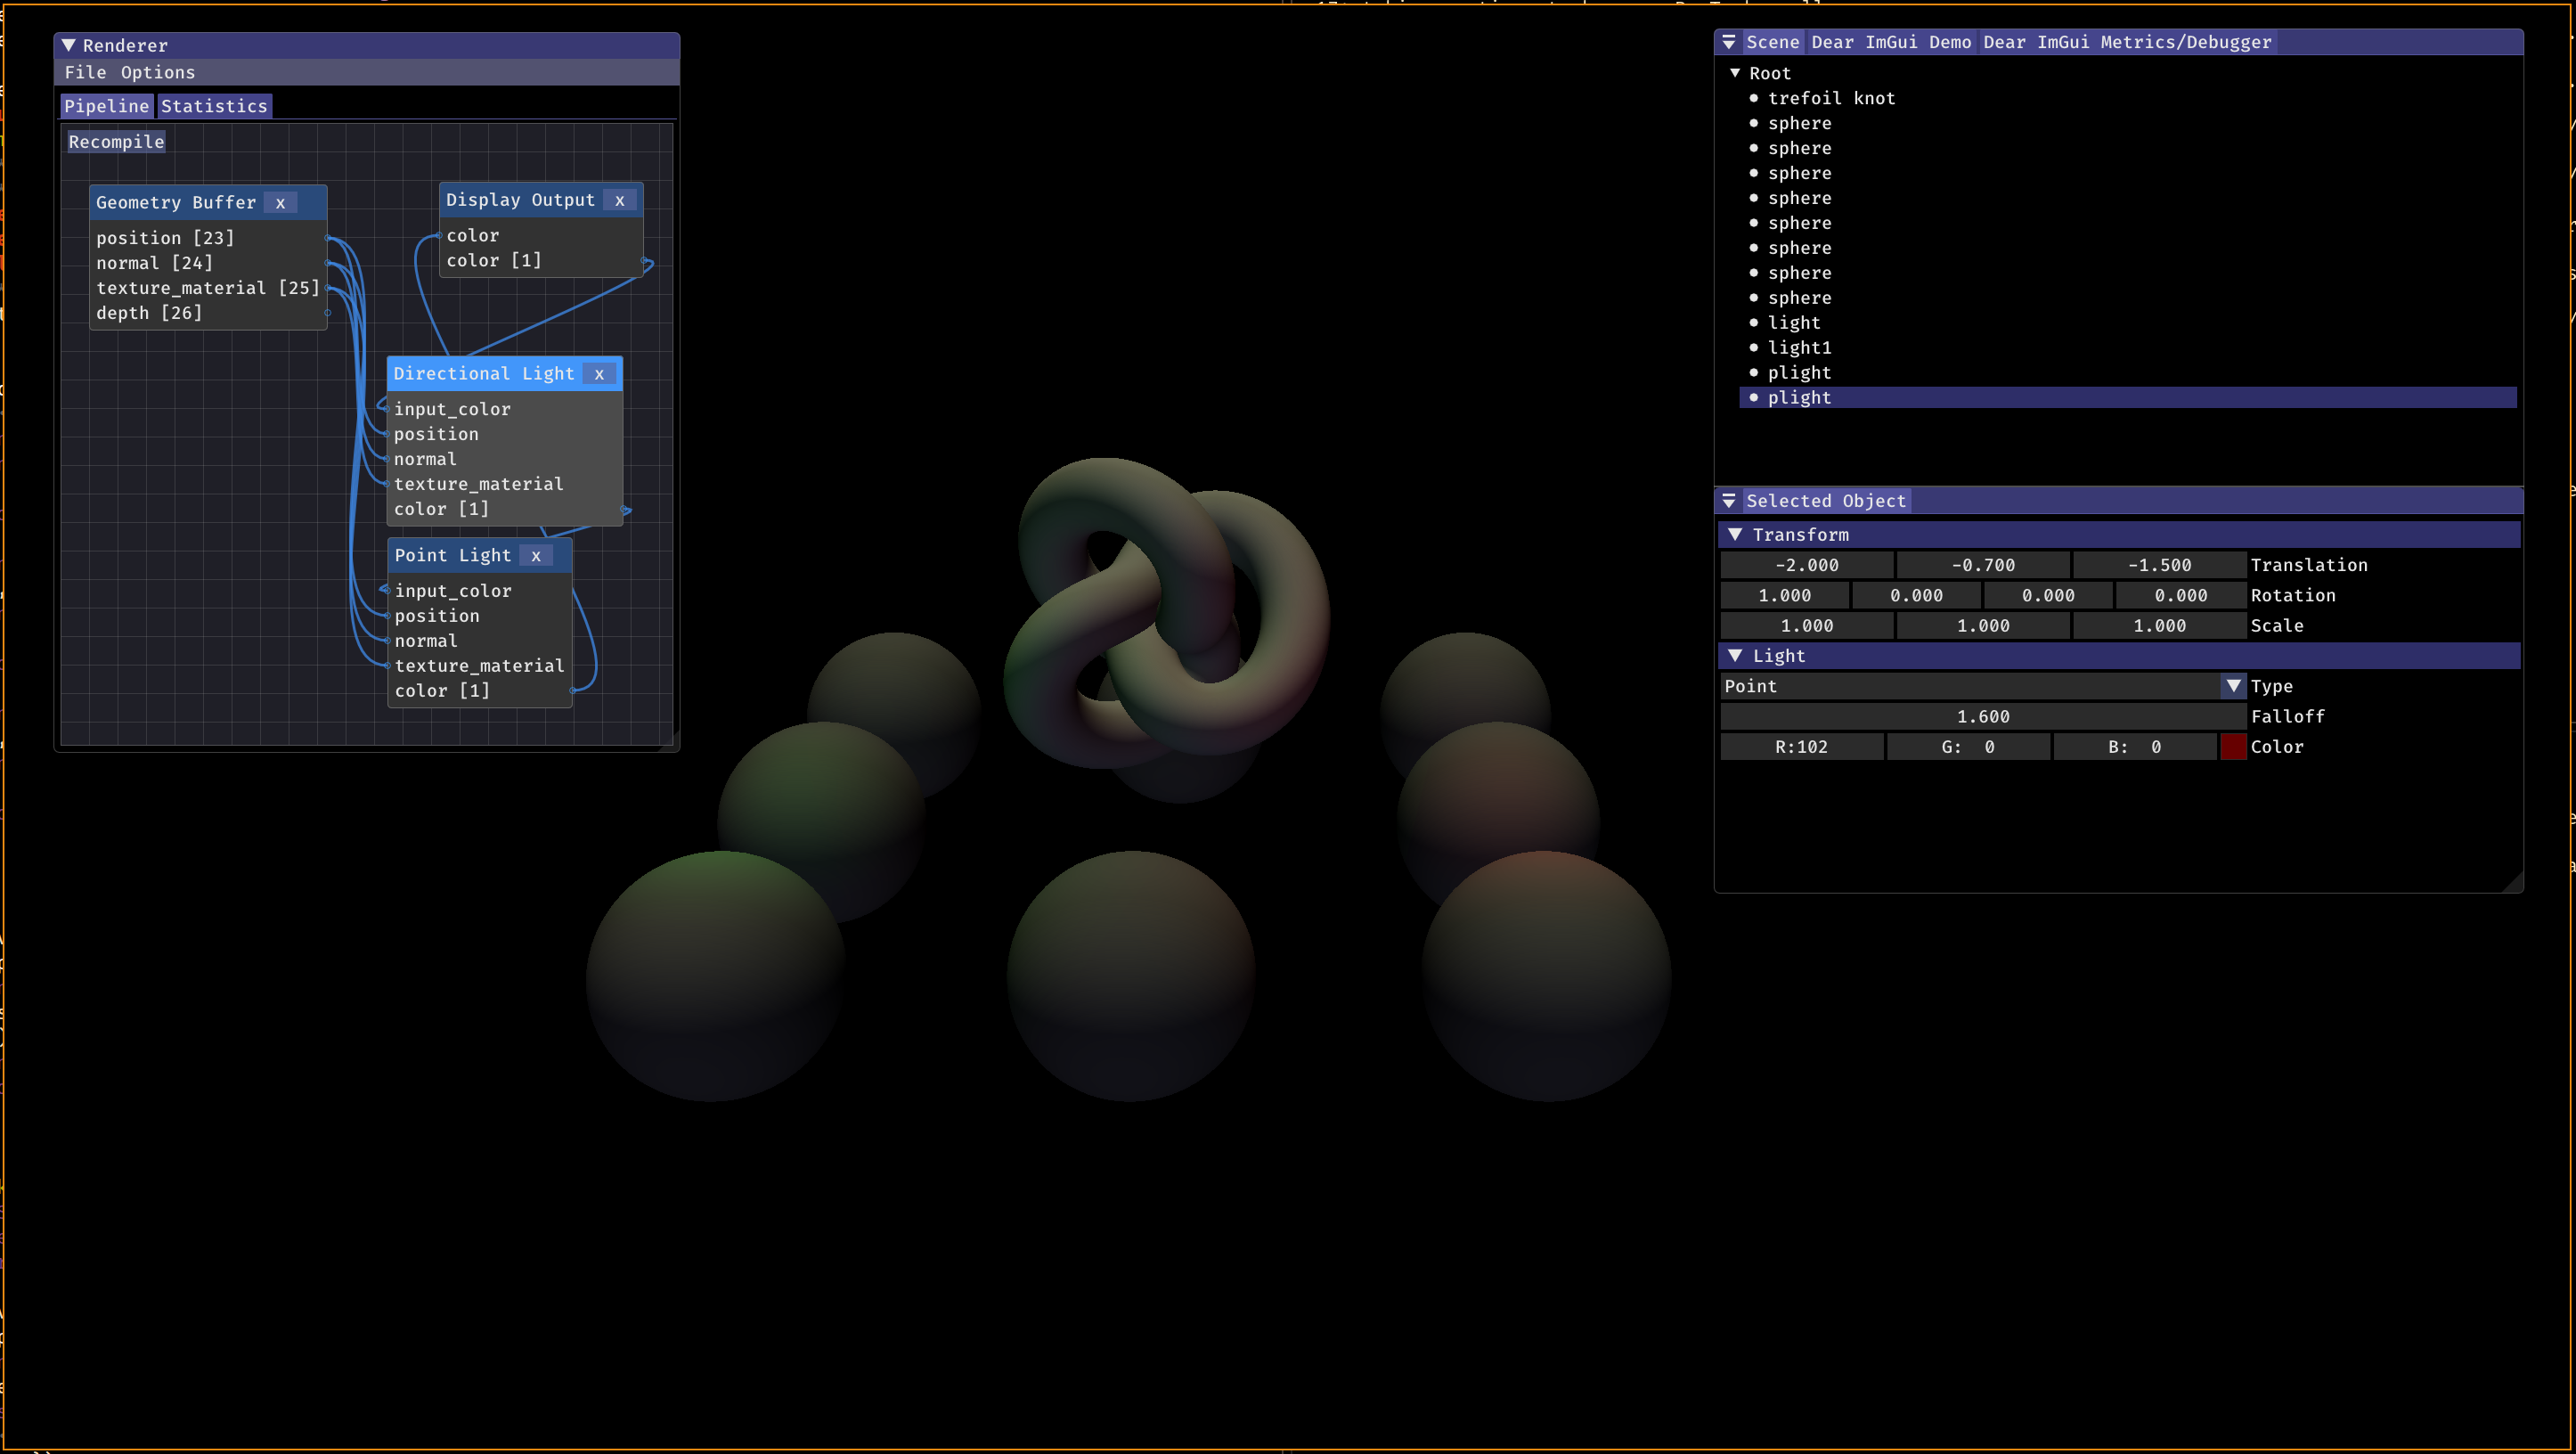 Renderer
File Options
Pipeline Statistics
Recompile
Geometry Buffer x
position [23]
normal [24]
texture_material [25]
depth [26]
Display Output x
color
color [1]
Directional Light x
input_color
position
normal
texture_material
color [1]
Point Light x
input_color
position
normal
texture_material
color [1]
Scene Dear ImGui Demo Dear ImGui Metrics/Debugger
Root
trefoil knot
sphere
sphere
sphere
sphere
sphere
sphere
sphere
sphere
light
light1
plight
plight
Selected Object
Transform
-2.000 -0.700 -1.500 Translation
1.000 0.000 0.000 0.000 Rotation
1.000 1.000 1.000 Scale
Light
Point Type
1.600 Falloff
R:102 G: 0 B: 0 Color